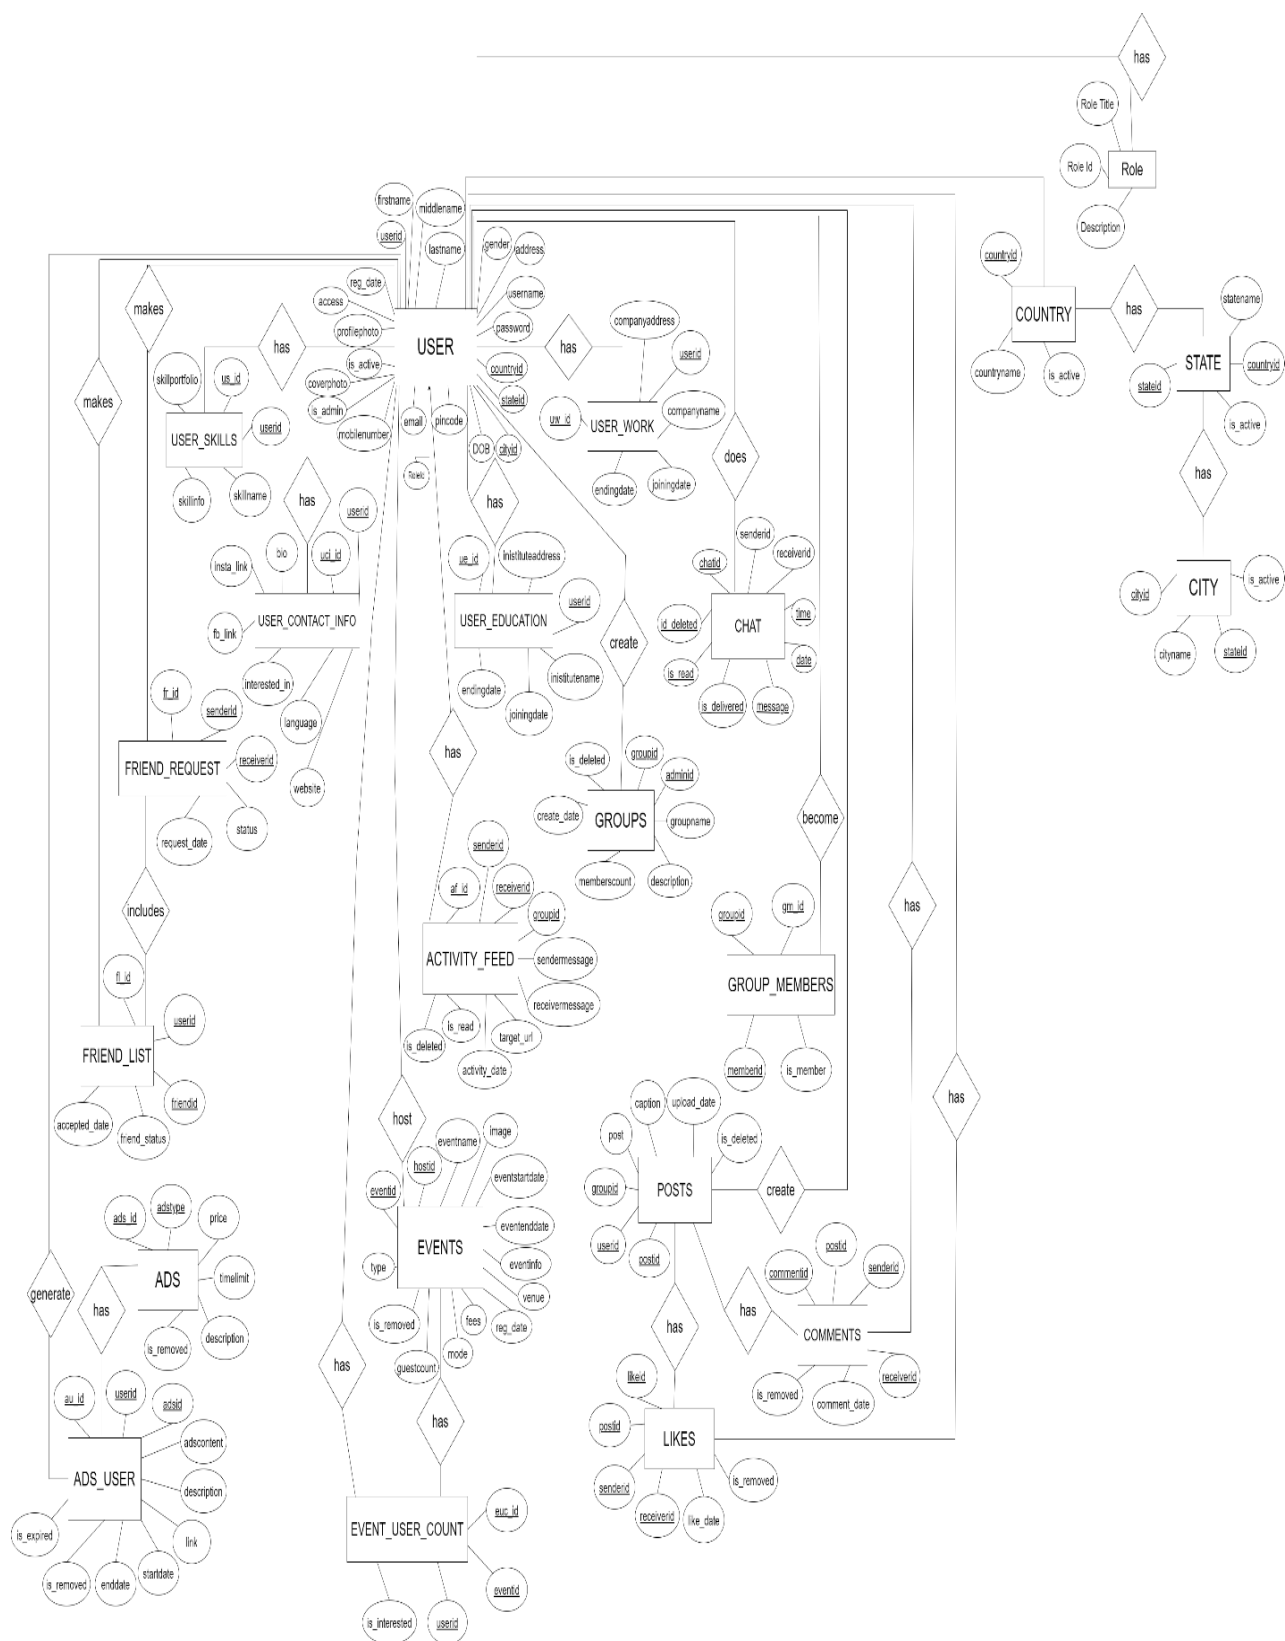 has
Role Title
Role Id
Role
Description
firstname
middlename
userid
lastname
gender
address
reg_date
access
username
profilephoto
password
USER
is_active
countryid
coverphoto
stateid
is_admin
email
pincode
mobilenumber
DOB
cityid
makes
has
skillportfolio
us_id
userid
USER_SKILLS
skillinfo
skillname
makes
has
companyaddress
userid
uw_id
companyname
USER_WORK
endingdate
joiningdate
countryid
COUNTRY
countryname
is_active
has
statename
STATE
countryid
stateid
is_active
has
cityid
is_active
CITY
cityname
stateid
has
userid
bio
uci_id
insta_link
USER_CONTACT_INFO
fb_link
interested_in
language
website
has
ue_id
inistituteaddress
userid
USER_EDUCATION
inistitutename
endingdate
joiningdate
does
senderid
chatid
receiverid
id_deleted
time
CHAT
is_read
date
is_delivered
message
create
fr_id
senderid
receiverid
FRIEND_REQUEST
request_date
status
has
is_deleted
groupid
adminid
create_date
GROUPS
groupname
memberscount
description
become
includes
senderid
af_id
receiverid
groupid
ACTIVITY_FEED
sendermessage
receivermessage
is_deleted
is_read
target_url
activity_date
gm_id
groupid
GROUP_MEMBERS
memberid
is_member
has
has
fl_id
userid
FRIEND_LIST
friendid
accepted_date
friend_status
host
image
eventname
hostid
eventid
eventstartdate
eventenddate
EVENTS
eventinfo
type
venue
is_removed
fees
reg_date
mode
guestcount
caption
upload_date
post
is_deleted
groupid
POSTS
create
userid
postid
postid
commentid
senderid
has
COMMENTS
receiverid
is_removed
comment_date
has
adstype
ads_id
price
ADS
timelimit
generate
has
is_removed
description
likeid
postid
LIKES
senderid
is_removed
receiverid
like_date
has
has
au_id
userid
adsid
adscontent
ADS_USER
description
is_expired
link
is_removed
enddate
startdate
euc_id
EVENT_USER_COUNT
eventid
is_interested
userid